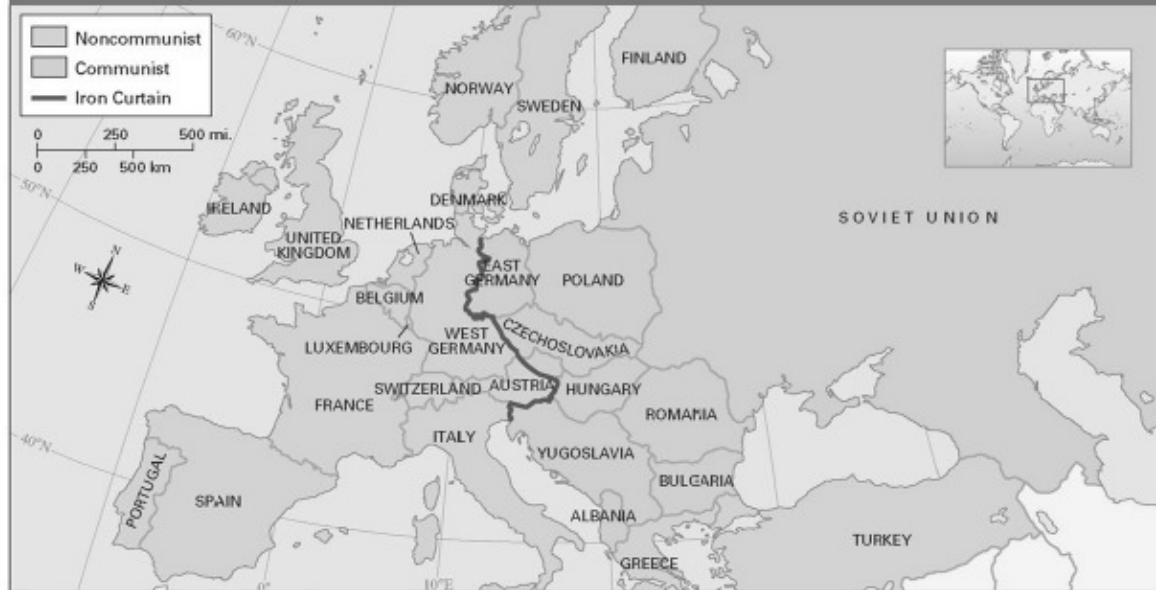 Noncommunist
Communist
Iron Curtain
0 250 500 mi.
0 250 500 km
60°N
50°N
40°N
0°
10°E
N
W
E
S
FINLAND
NORWAY
SWEDEN
DENMARK
IRELAND
UNITED
KINGDOM
NETHERLANDS
BELGIUM
LUXEMBOURG
EAST
GERMANY
POLAND
SOVIET UNION
WEST
GERMANY
CZECHOSLOVAKIA
SWITZERLAND
AUSTRIA
HUNGARY
FRANCE
ROMANIA
ITALY
YUGOSLAVIA
BULGARIA
PORTUGAL
SPAIN
ALBANIA
GREECE
TURKEY